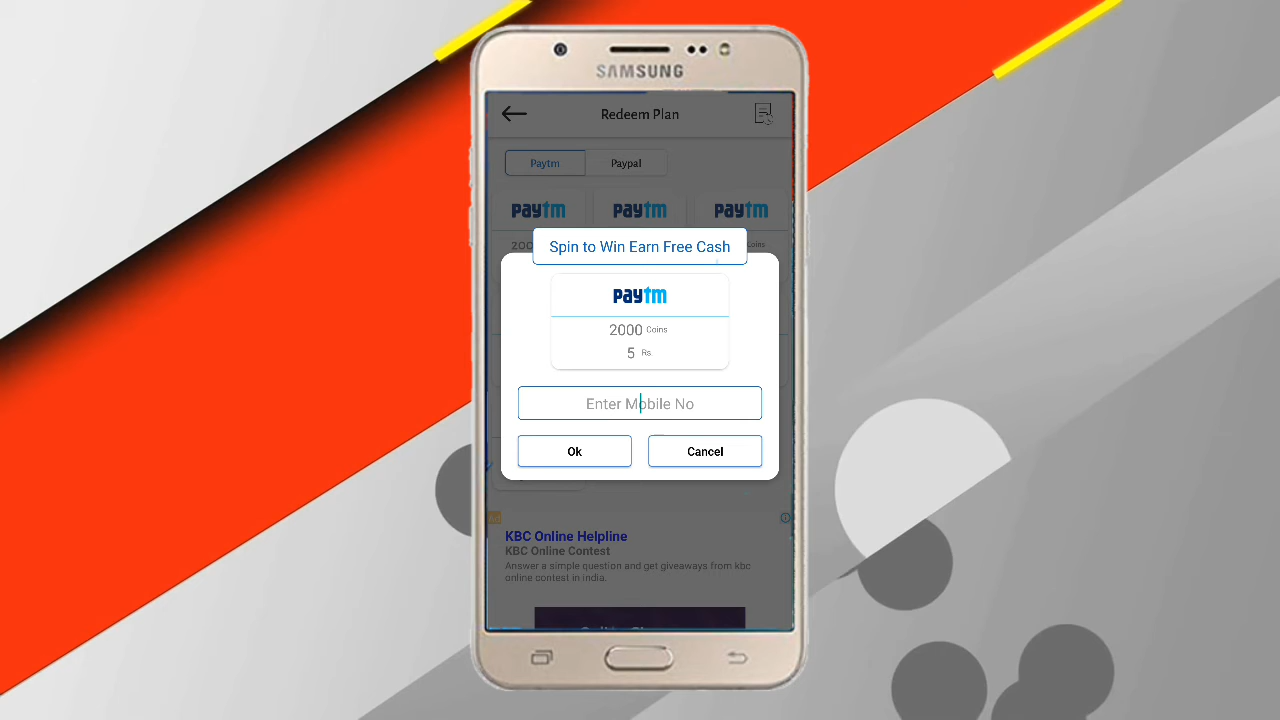 SAMSUNG
Redeem Plan
Paytm Paypal
paytm paytm paytm
Coins
Spin to Win Earn Free Cash
paytm
2000 Coins
5 Rs
Enter Mobile No
Ok Cancel
Ad
KBC Online Helpline
KBC Online Contest
Answer a simple question and get giveaways from kbc
online contest in india.